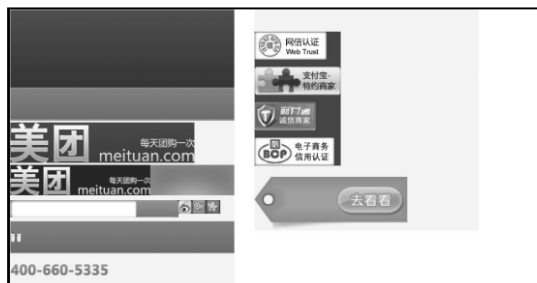 美团
每天团购一次
meituan.com
美团
每天团购一次
meituan.com
400-660-5335
网信认证
Web Trust
支付宝-
特约商家
诚信商家
BCP
电子商务
信用认证
去看看